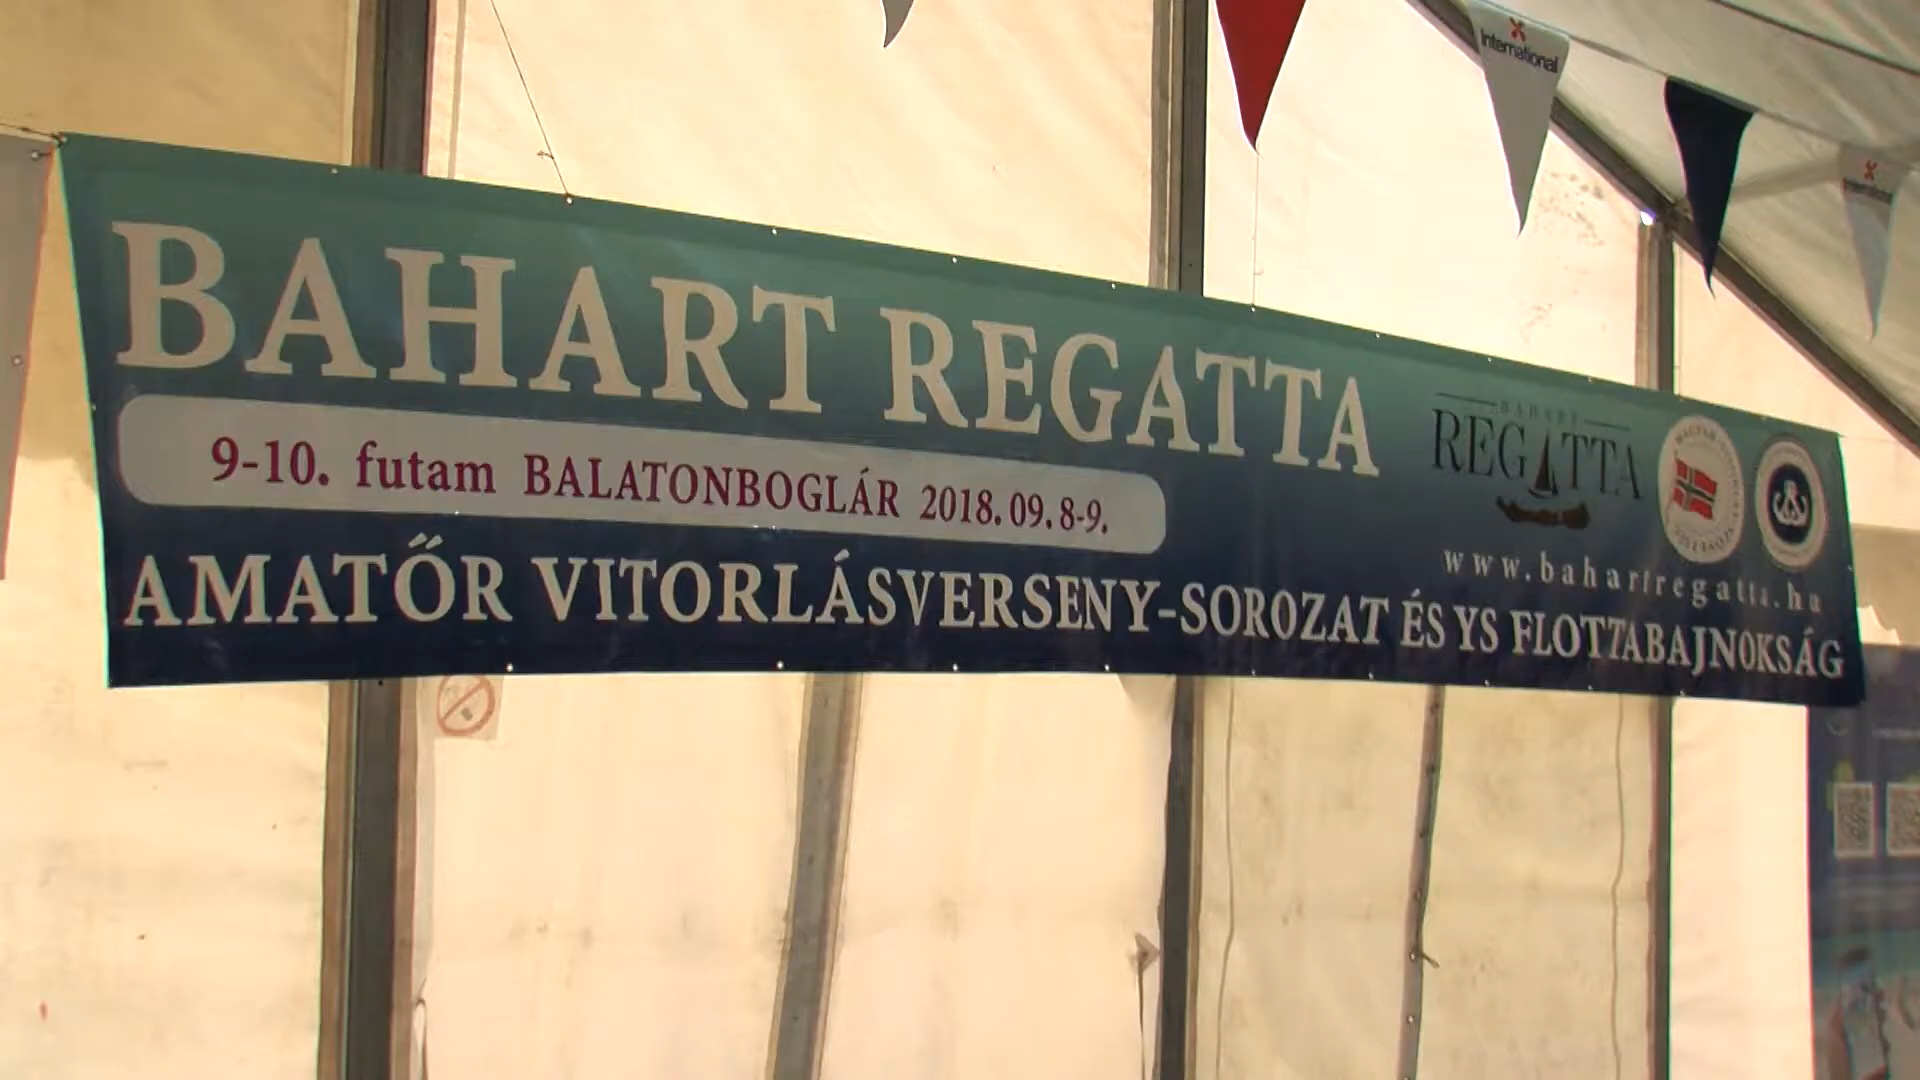 International
International
BAHART REGATTA
BAHART
REGATTA
9-10. futam BALATONBOGLÁR 2018.09.8-9.
www.bahartregatta.hu
AMATŐR VITORLÁSVERSENY-SOROZAT ÉS YS FLOTTABAJNOKSÁG